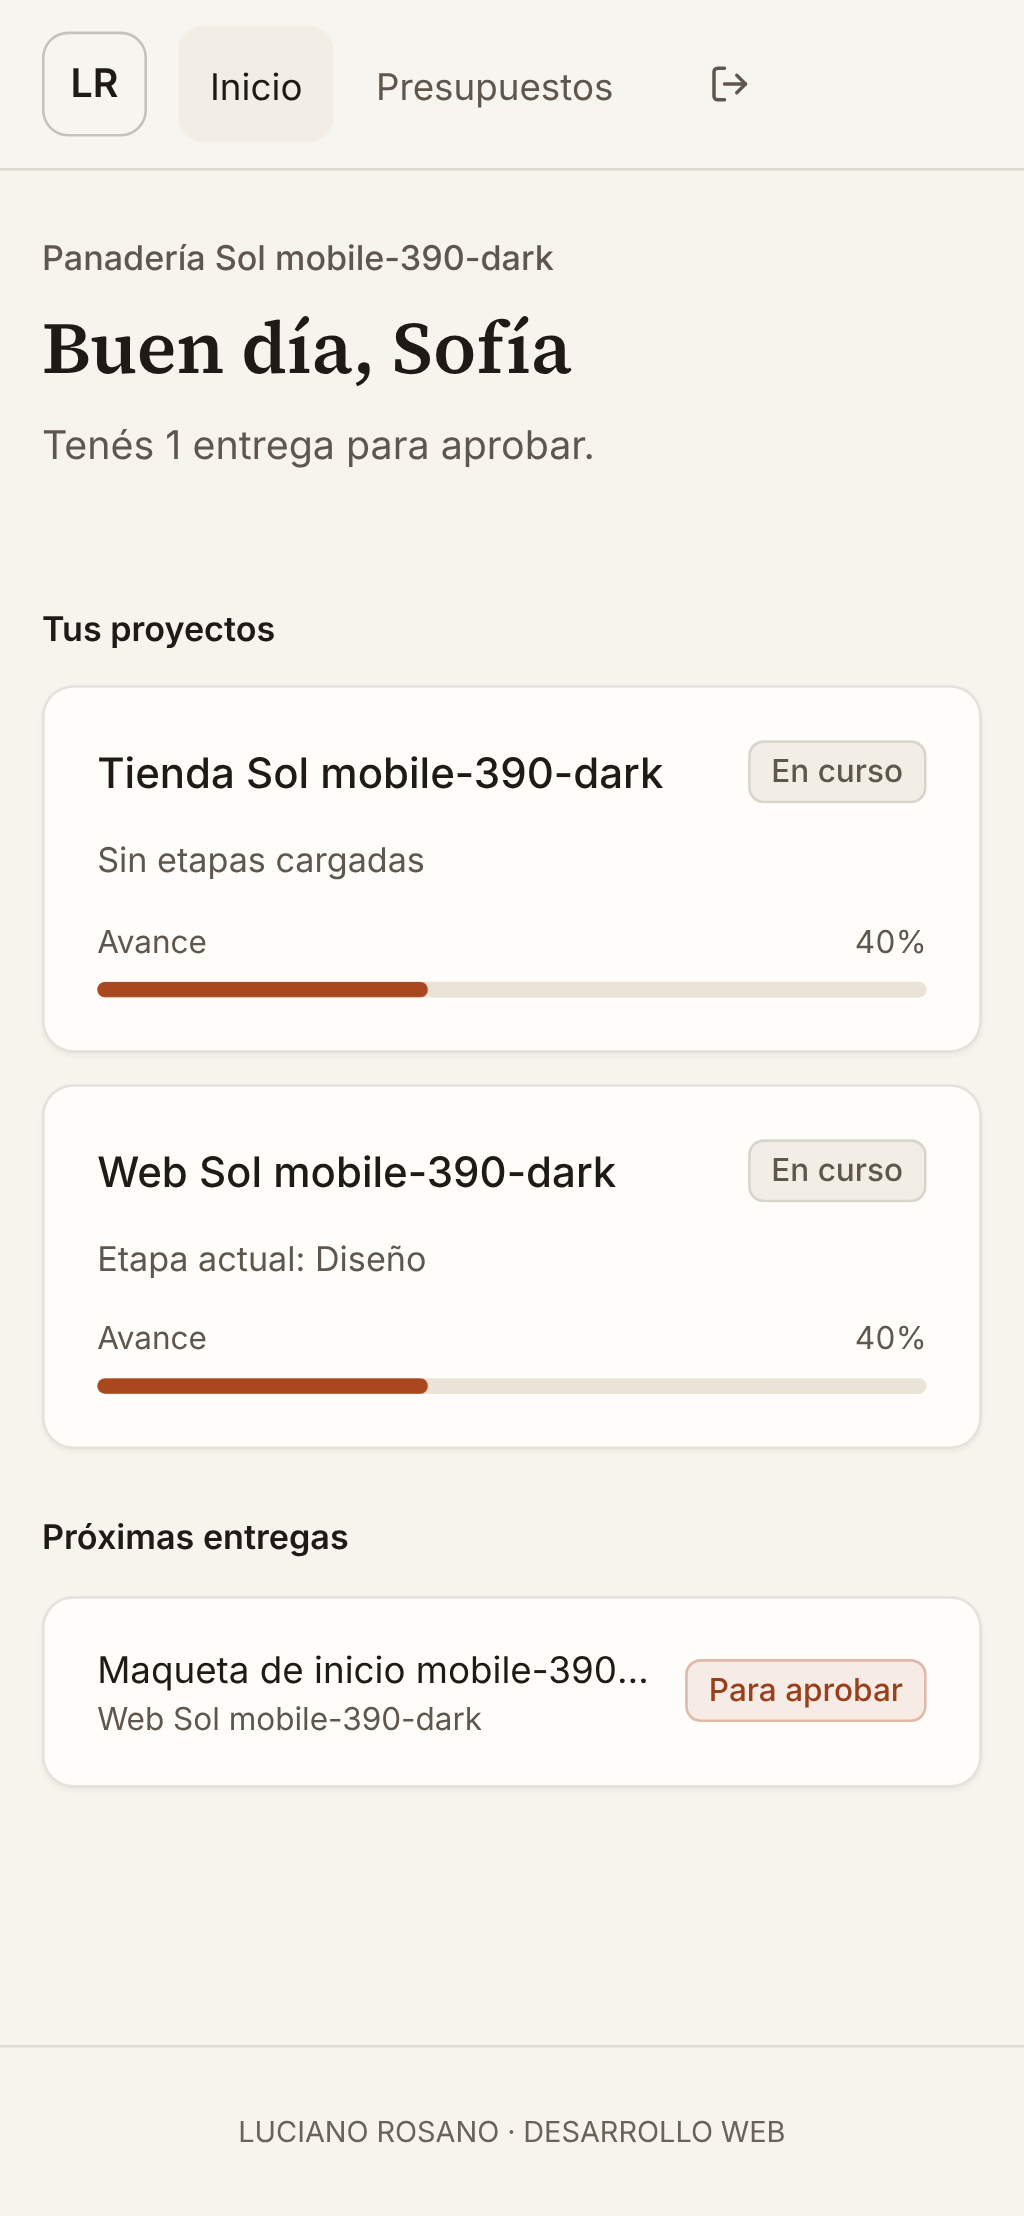 LR
Inicio
Presupuestos
Panadería Sol mobile-390-dark
Buen día, Sofía
Tenés 1 entrega para aprobar.
Tus proyectos
Tienda Sol mobile-390-dark
En curso
Sin etapas cargadas
Avance
40%
Web Sol mobile-390-dark
En curso
Etapa actual: Diseño
Avance
40%
Próximas entregas
Maqueta de inicio mobile-390...
Para aprobar
Web Sol mobile-390-dark
LUCIANO ROSANO · DESARROLLO WEB